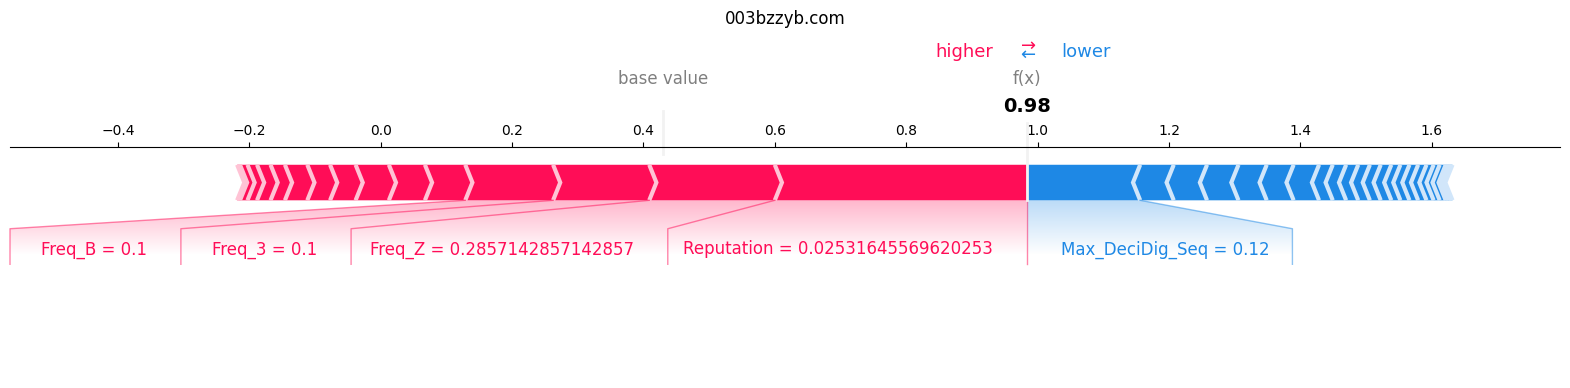 003bzzyb.com
higher → ← lower
base value f(x)
0.98
−0.4 −0.2 0.0 0.2 0.4 0.6 0.8 1.0 1.2 1.4 1.6
Freq_B = 0.1 Freq_3 = 0.1 Freq_Z = 0.2857142857142857 Reputation = 0.02531645569620253 Max_DeciDig_Seq = 0.12